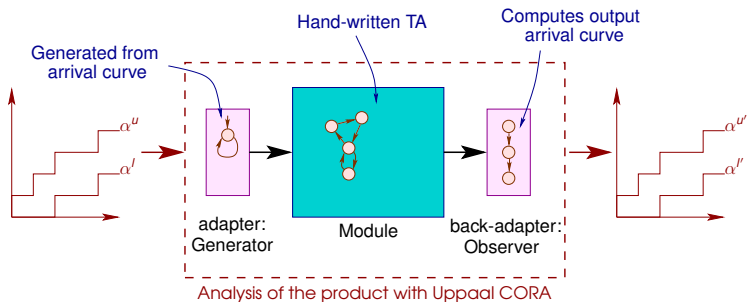 Hand-written TA
Computes output
arrival curve
Generated from
arrival curve
α^u
α^l
α^u′
α^l′
adapter:
Generator
Module
back-adapter:
Observer
Analysis of the product with Uppaal CORA